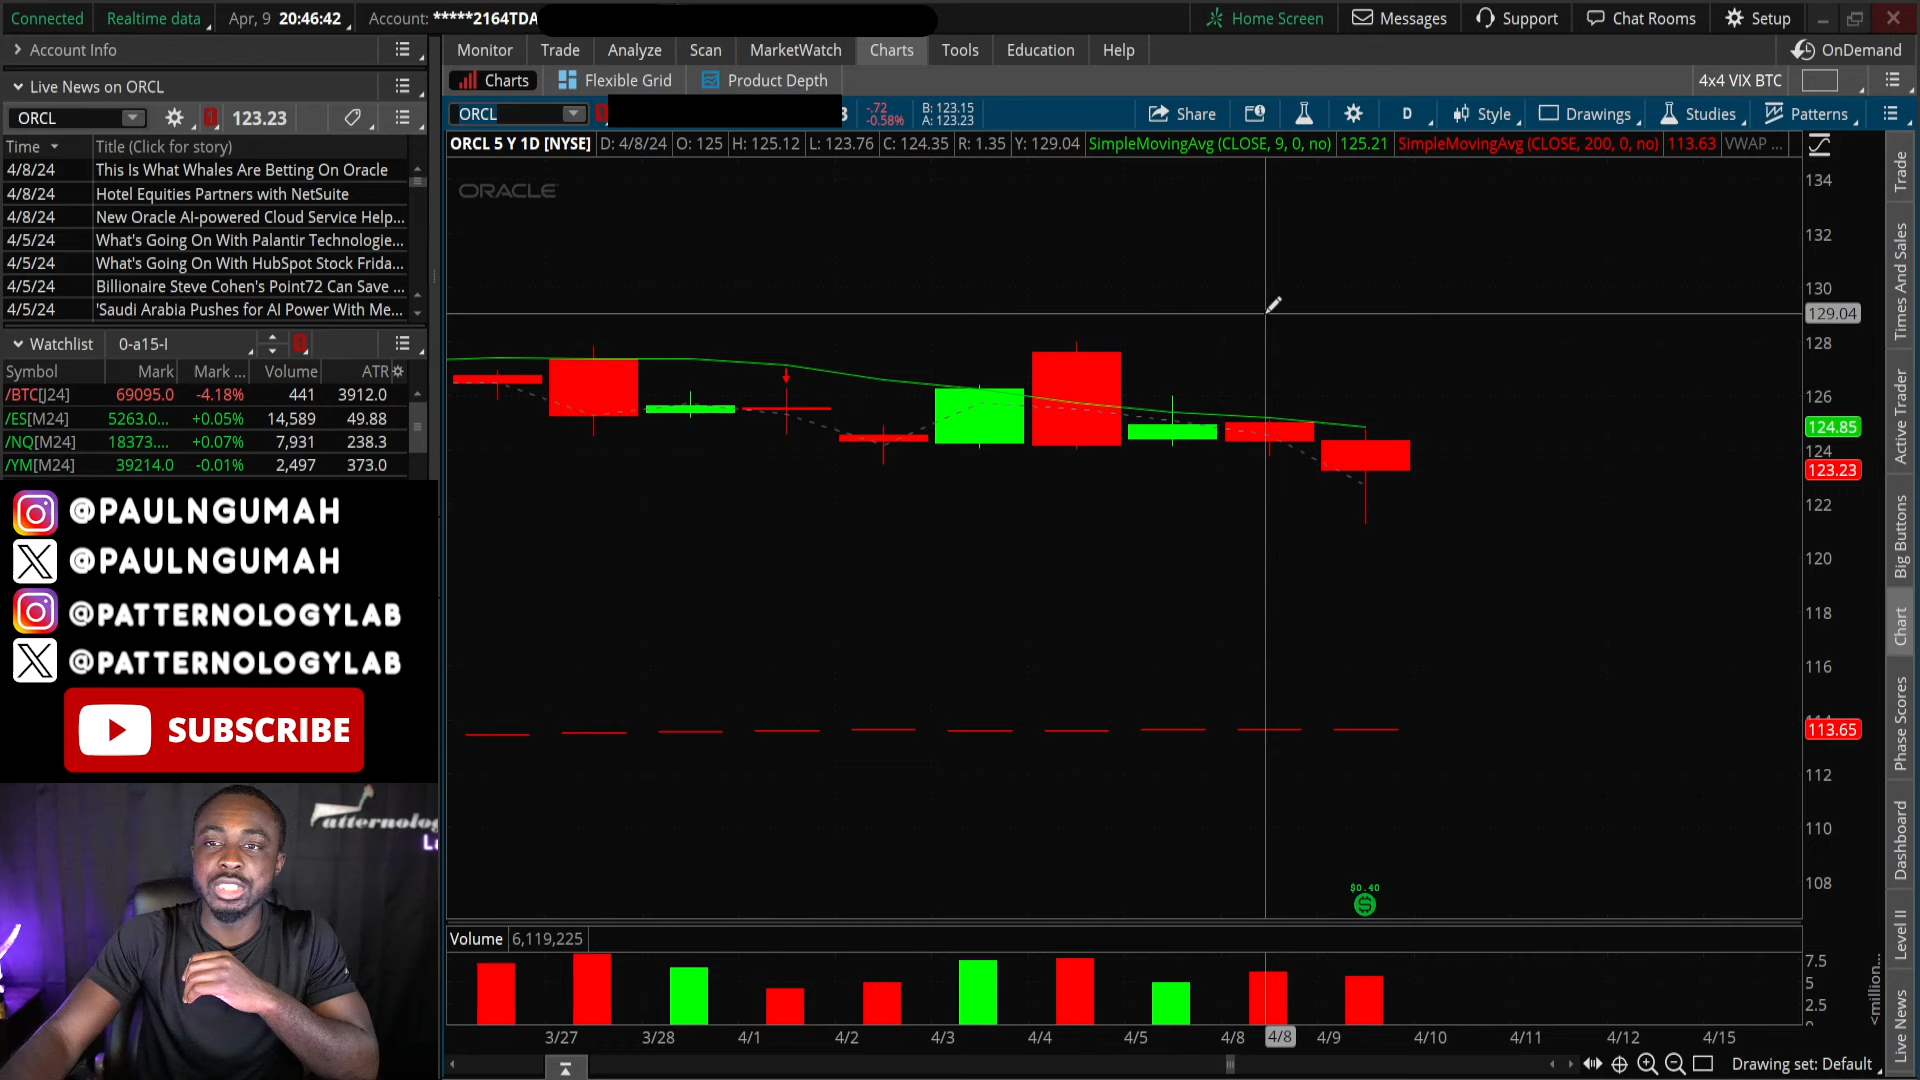 Connected
Realtime data
Apr, 9 20:46:42
Account: *****2164TDA
Home Screen
Messages
Support
Chat Rooms
Setup
Account Info
Monitor
Trade
Analyze
Scan
MarketWatch
Charts
Tools
Education
Help
OnDemand
Live News on ORCL
Charts
Flexible Grid
Product Depth
4x4 VIX BTC
ORCL
123.23
ORCL
-.72
-0.58%
B: 123.15
A: 123.23
Share
D
Style
Drawings
Studies
Patterns
Time
Title (Click for story)
4/8/24 This Is What Whales Are Betting On Oracle
4/8/24 Hotel Equities Partners with NetSuite
4/8/24 New Oracle AI-powered Cloud Service Help...
4/5/24 What's Going On With Palantir Technologie...
4/5/24 What's Going On With HubSpot Stock Frida...
4/5/24 Billionaire Steve Cohen's Point72 Can Save ...
4/5/24 'Saudi Arabia Pushes for AI Power With Me...
ORCL 5 Y 1D [NYSE] D: 4/8/24 O: 125 H: 125.12 L: 123.76 C: 124.35 R: 1.35 Y: 129.04 SimpleMovingAvg (CLOSE, 9, 0, no) 125.21 SimpleMovingAvg (CLOSE, 200, 0, no) 113.63 VWAP ...
ORACLE
Watchlist 0-a15-I
Symbol Mark Mark ... Volume ATR
/BTC[J24] 69095.0 -4.18% 441 3912.0
/ES[M24] 5263.0... +0.05% 14,589 49.88
/NQ[M24] 18373.... +0.07% 7,931 238.3
/YM[M24] 39214.0 -0.01% 2,497 373.0
@PAULNGUMAH
@PAULNGUMAH
@PATTERNOLOGYLAB
@PATTERNOLOGYLAB
SUBSCRIBE
134
132
130
129.04
128
126
124.85
124
123.23
122
120
118
116
113.65
112
110
108
$0.40
Volume 6,119,225
7.5
5
2.5
<million...
3/27
3/28
4/1
4/2
4/3
4/4
4/5
4/8
4/8
4/9
4/10
4/11
4/12
4/15
Drawing set: Default
Trade
Times And Sales
Active Trader
Big Buttons
Chart
Phase Scores
Dashboard
Level II
Live News